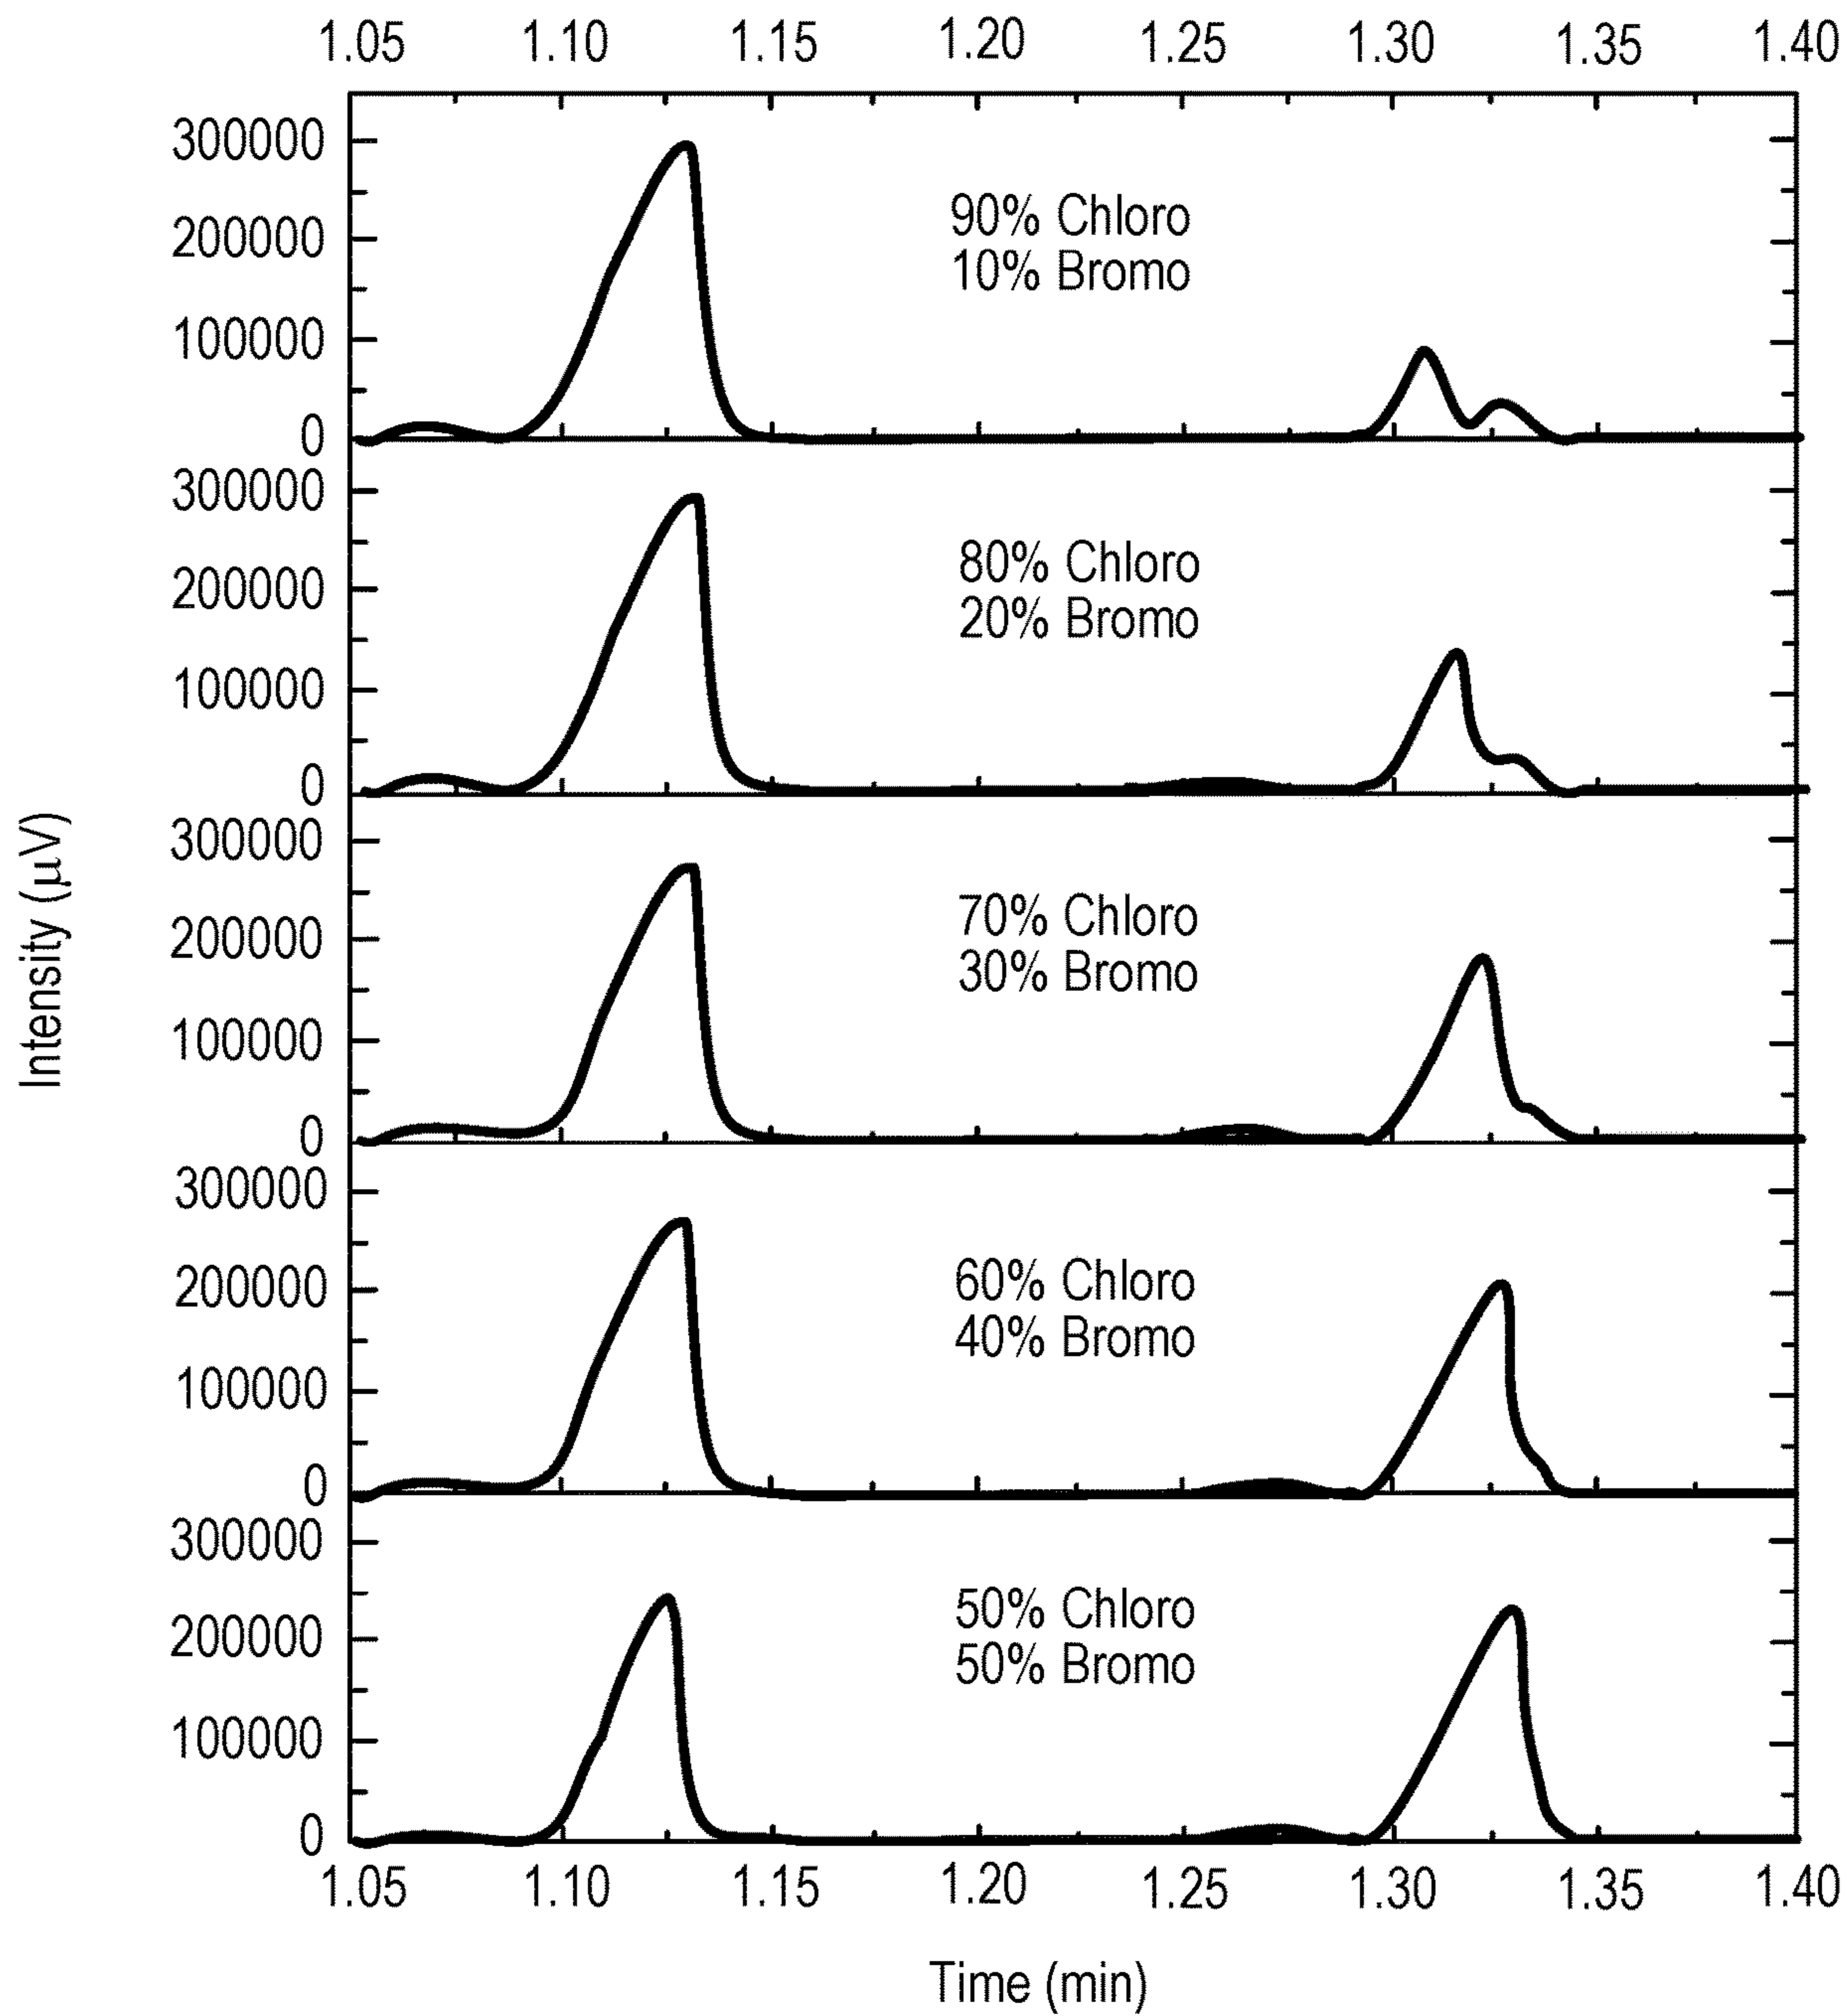 1.05 1.10 1.15 1.20 1.25 1.30 1.35 1.40
300000
200000
100000
0
90% Chloro
10% Bromo
300000
200000
100000
0
80% Chloro
20% Bromo
300000
200000
100000
0
70% Chloro
30% Bromo
300000
200000
100000
0
60% Chloro
40% Bromo
300000
200000
100000
0
50% Chloro
50% Bromo
Intensity (μV)
1.05 1.10 1.15 1.20 1.25 1.30 1.35 1.40
Time (min)